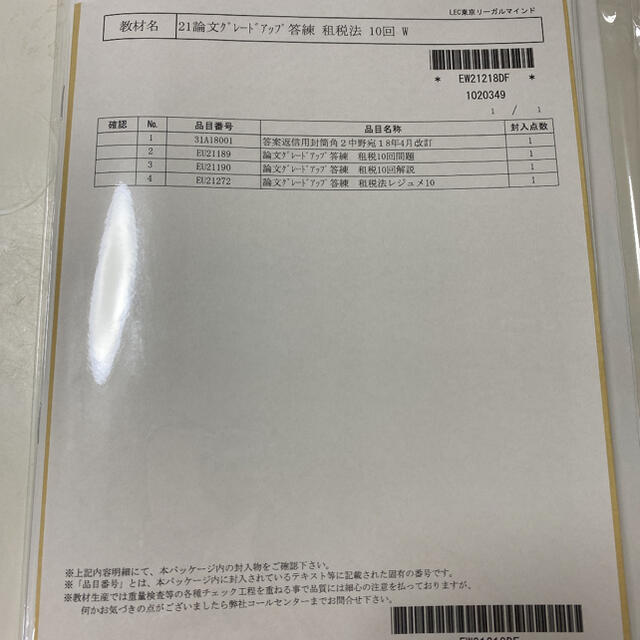 LEC東京リーガルマインド
教材名 21論文ｸﾞﾚｰﾄﾞｱｯﾌﾟ答練 租税法 10回 W
* EW21218DF *
1020349
1 / 1
確認 No. 品目番号 品目名称 封入点数
1 31A18001 答案返信用封筒角２中野宛１８年4月改訂 1
2 EU21189 論文ｸﾞﾚｰﾄﾞｱｯﾌﾟ答練 租税10回問題 1
3 EU21190 論文ｸﾞﾚｰﾄﾞｱｯﾌﾟ答練 租税10回解説 1
4 EU21272 論文ｸﾞﾚｰﾄﾞｱｯﾌﾟ答練 租税法レジュメ10 1
※上記内容明細にて、本パッケージ内の封入物をご確認下さい。
※「品目番号」とは、本パッケージ内に封入されているテキスト等に記載された固有の番号です。
※教材生産では重量検査等の各種チェック工程を重ねる事で品質には細心の注意を払っておりますが、
何かお気づきの点がございましたら弊社コールセンターまでお問合せ下さい。
EW21218DF